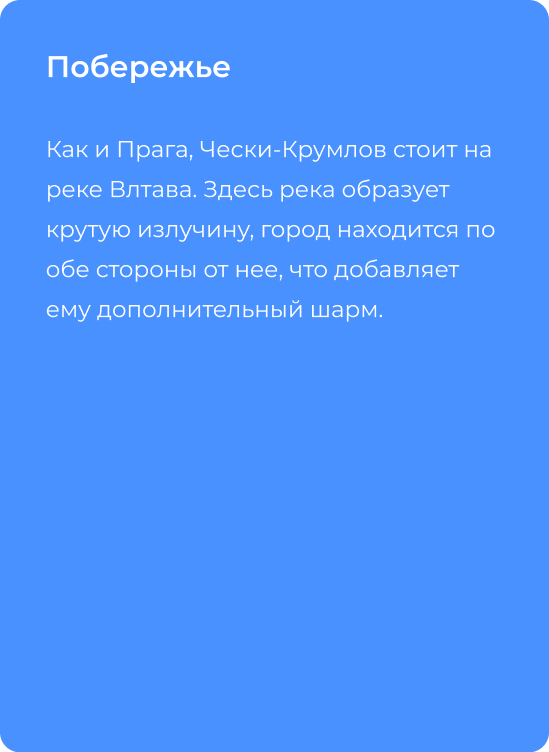 Побережье
Как и Прага, Чески-Крумлов стоит на
реке Влтава. Здесь река образует
крутую излучину, город находится по
обе стороны от нее, что добавляет
ему дополнительный шарм.